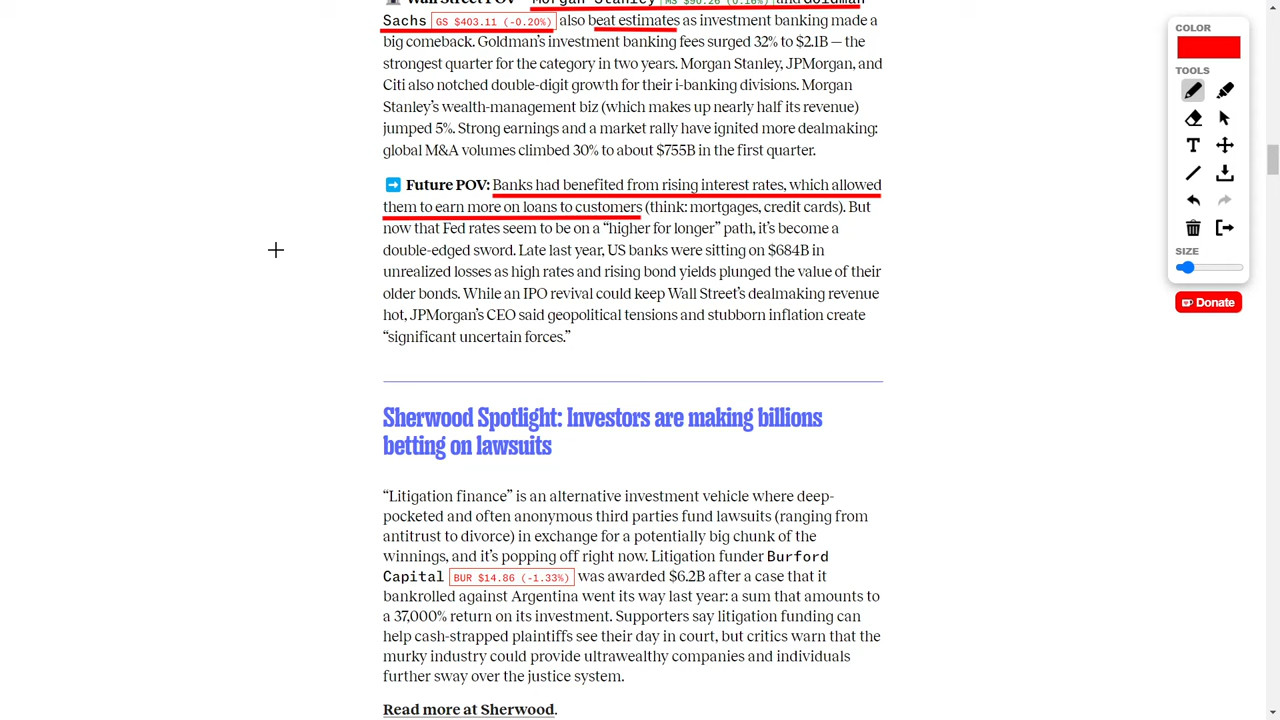 Wall Street POV Morgan Stanley MS $90.26 (0.16%) and Goldman
Sachs GS $403.11 (-0.20%) also beat estimates as investment banking made a
big comeback. Goldman’s investment banking fees surged 32% to $2.1B — the
strongest quarter for the category in two years. Morgan Stanley, JPMorgan, and
Citi also notched double-digit growth for their i-banking divisions. Morgan
Stanley’s wealth-management biz (which makes up nearly half its revenue)
jumped 5%. Strong earnings and a market rally have ignited more dealmaking:
global M&A volumes climbed 30% to about $755B in the first quarter.
➡️ Future POV: Banks had benefited from rising interest rates, which allowed
them to earn more on loans to customers (think: mortgages, credit cards). But
now that Fed rates seem to be on a “higher for longer” path, it’s become a
double-edged sword. Late last year, US banks were sitting on $684B in
unrealized losses as high rates and rising bond yields plunged the value of their
older bonds. While an IPO revival could keep Wall Street’s dealmaking revenue
hot, JPMorgan’s CEO said geopolitical tensions and stubborn inflation create
“significant uncertain forces.”
Sherwood Spotlight: Investors are making billions
betting on lawsuits
“Litigation finance” is an alternative investment vehicle where deep-
pocketed and often anonymous third parties fund lawsuits (ranging from
antitrust to divorce) in exchange for a potentially big chunk of the
winnings, and it’s popping off right now. Litigation funder Burford
Capital BUR $14.86 (-1.33%) was awarded $6.2B after a case that it
bankrolled against Argentina went its way last year: a sum that amounts to
a 37,000% return on its investment. Supporters say litigation funding can
help cash-strapped plaintiffs see their day in court, but critics warn that the
murky industry could provide ultrawealthy companies and individuals
further sway over the justice system.
Read more at Sherwood.
COLOR
TOOLS
T
SIZE
Donate